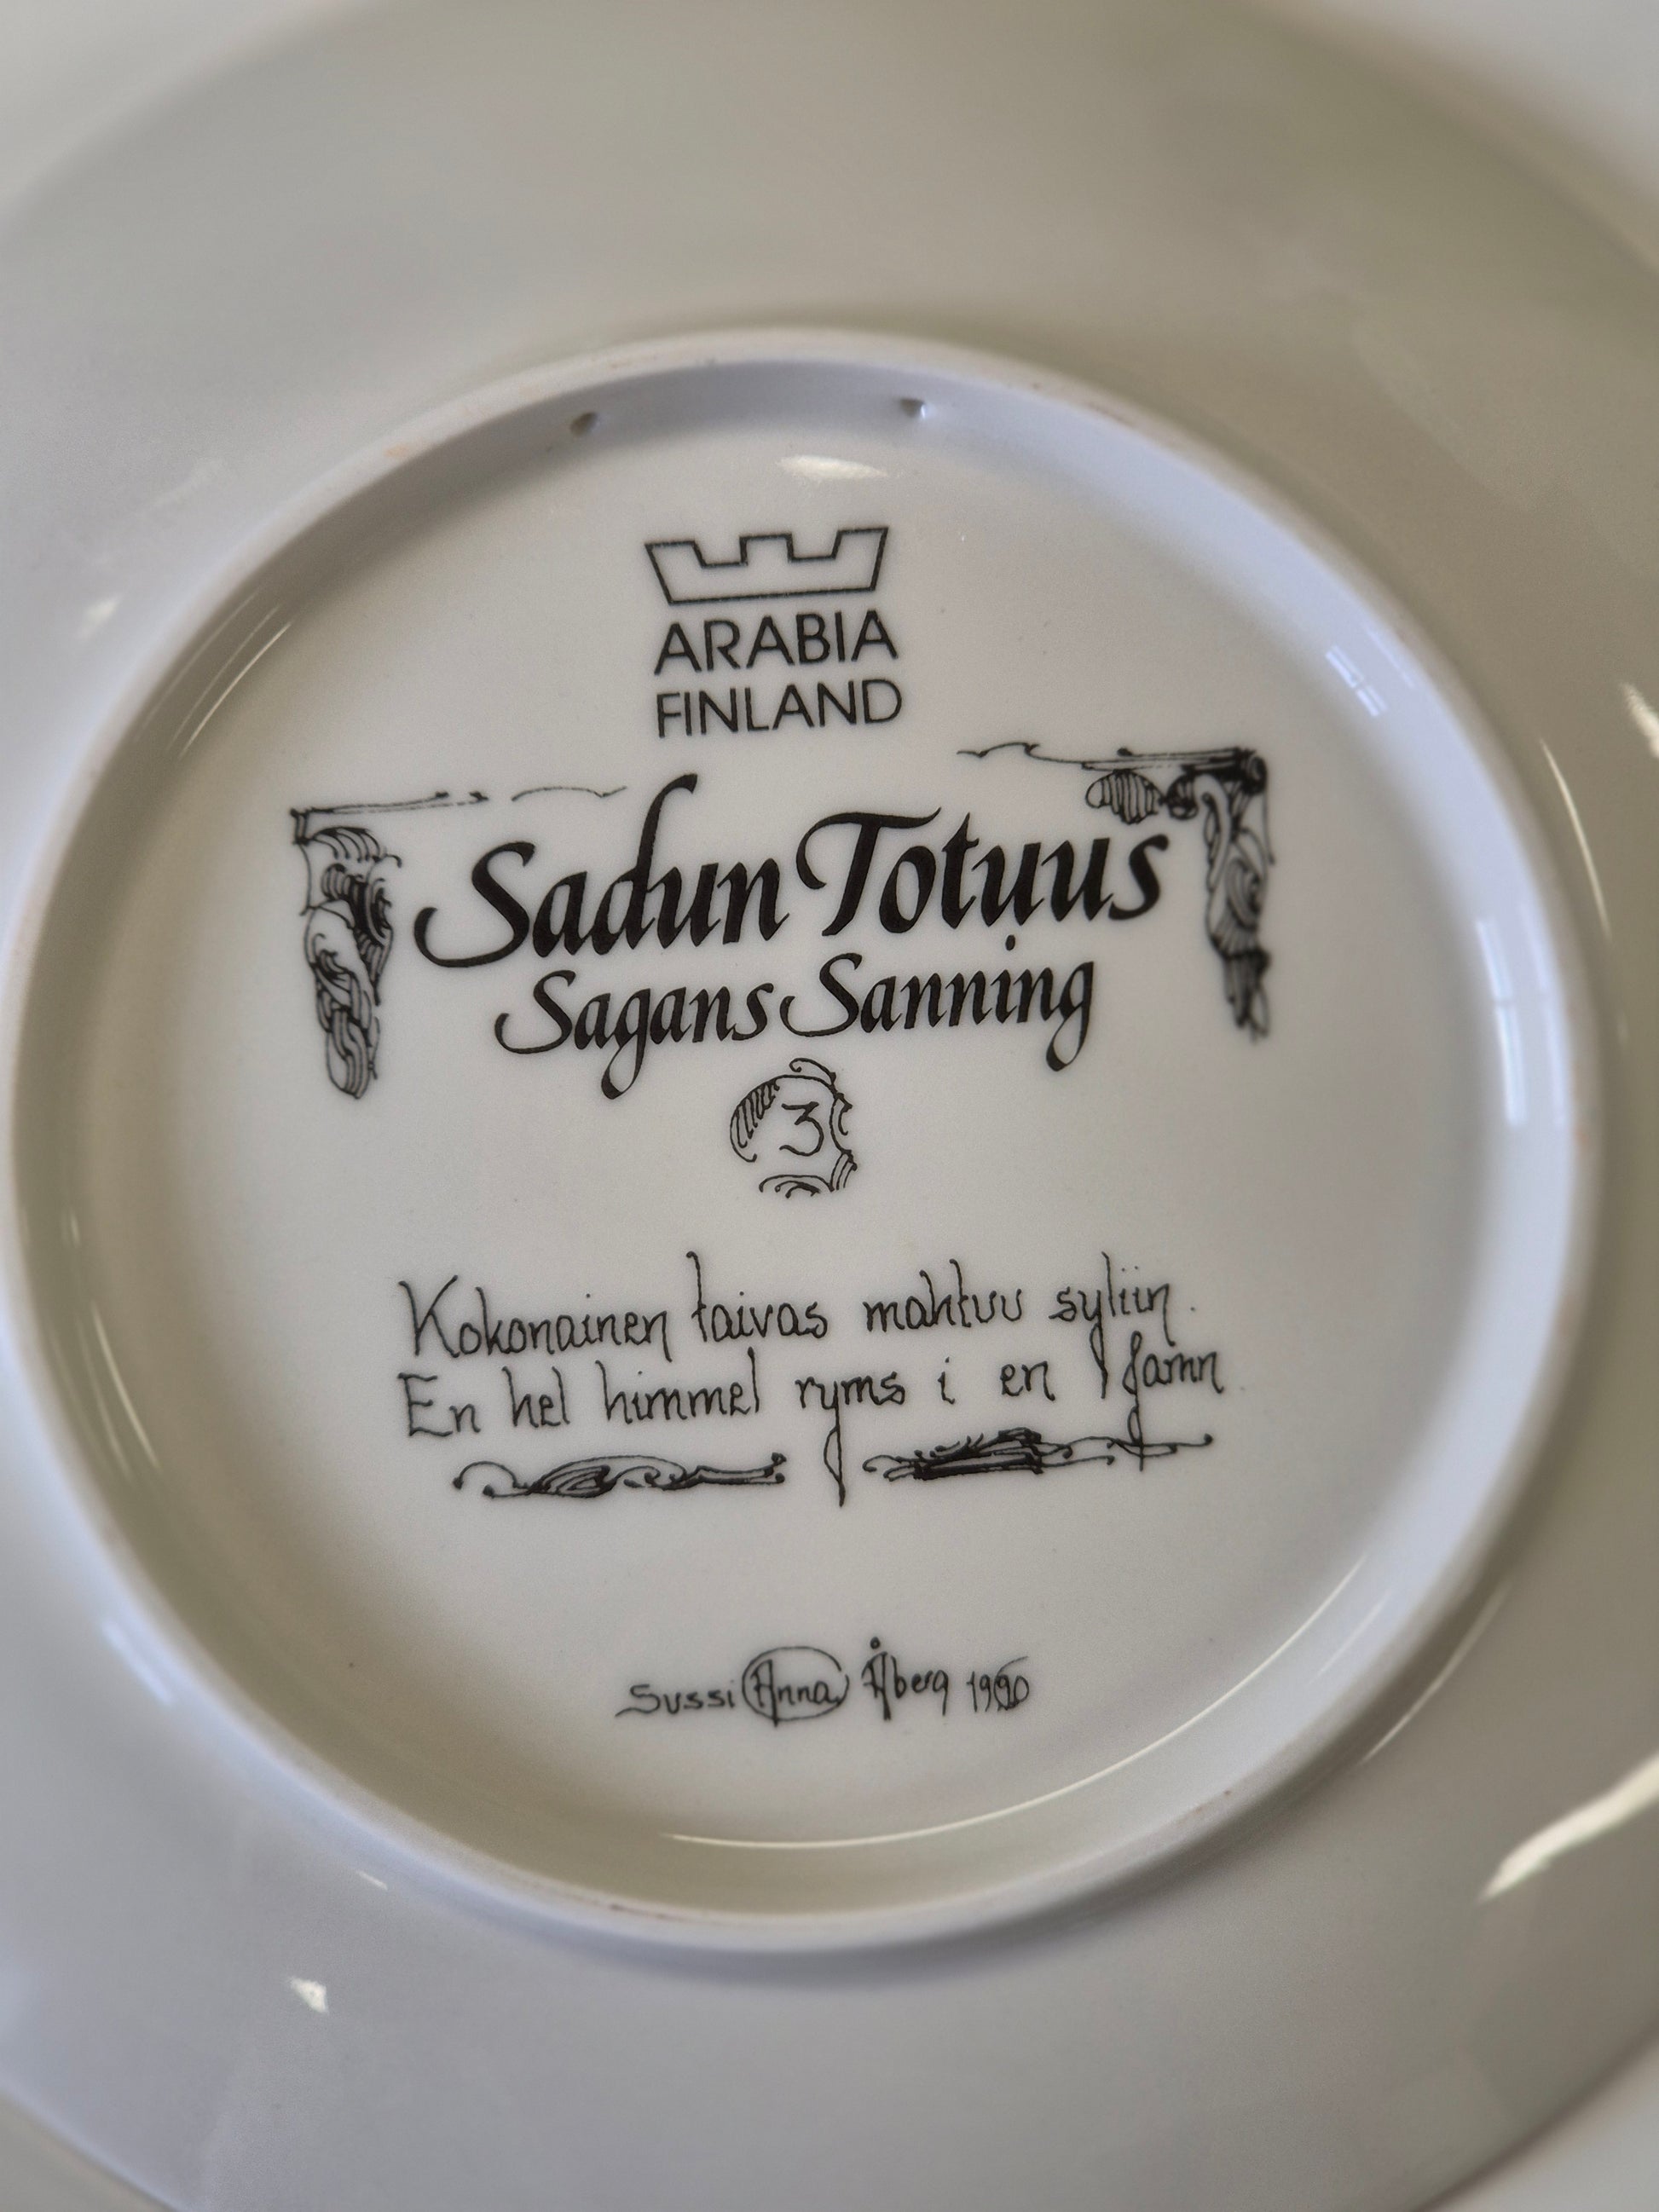 ARABIA
FINLAND
Sadun Totuus
Sagans Sanning
3
Kokonainen taivas mahtuu syliin.
En hel himmel ryms i en famn
Sussi Anna Åberg 1990